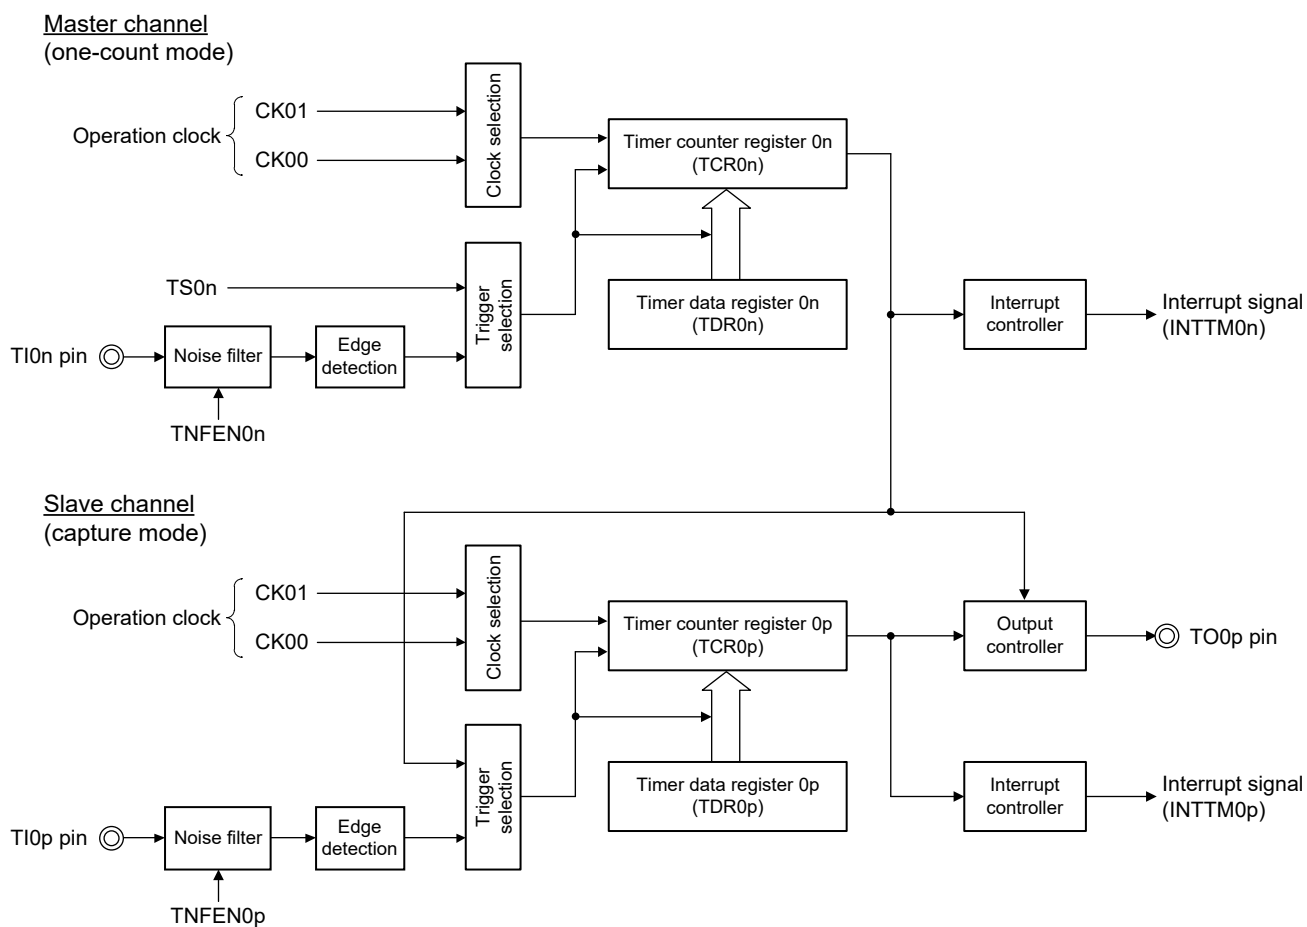 Master channel
(one-count mode)
Operation clock
CK01
CK00
Clock selection
Timer counter register 0n
(TCR0n)
TS0n
Trigger
selection
Timer data register 0n
(TDR0n)
Interrupt
controller
Interrupt signal
(INTTM0n)
TI0n pin
Noise filter
Edge
detection
TNFEN0n
Slave channel
(capture mode)
Operation clock
CK01
CK00
Clock selection
Timer counter register 0p
(TCR0p)
Output
controller
TO0p pin
Trigger
selection
Timer data register 0p
(TDR0p)
Interrupt
controller
Interrupt signal
(INTTM0p)
TI0p pin
Noise filter
Edge
detection
TNFEN0p